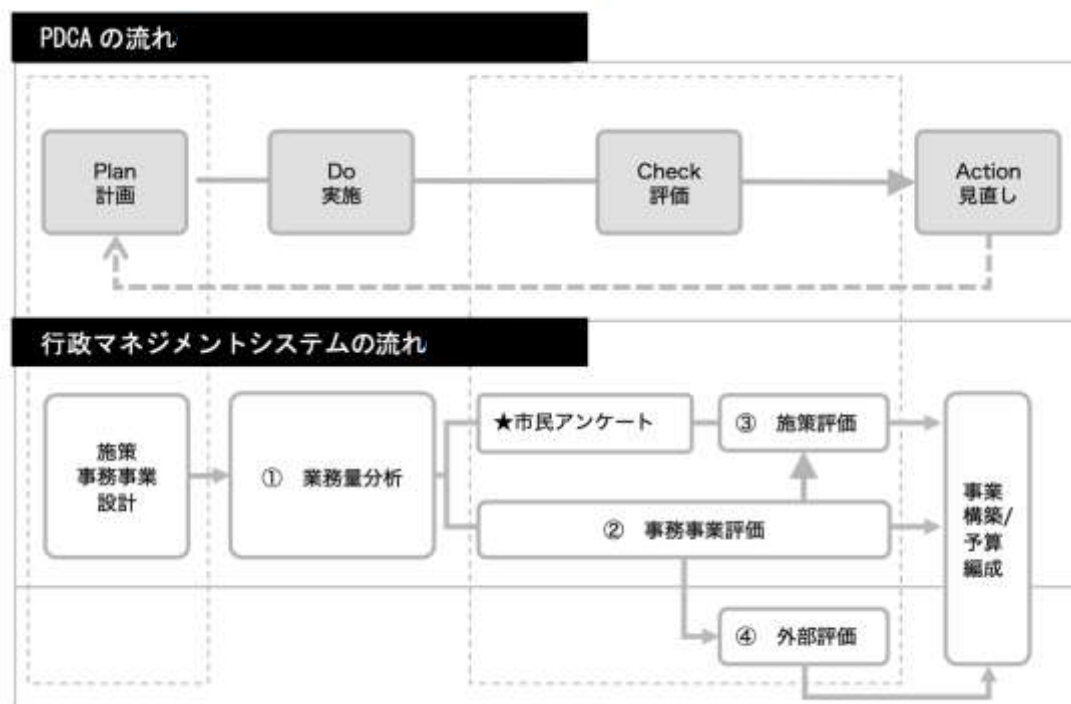 PDCA の流れ
Plan
計画
Do
実施
Check
評価
Action
見直し
行政マネジメントシステムの流れ
施策
事務事業
設計
① 業務量分析
★市民アンケート
③ 施策評価
② 事務事業評価
④ 外部評価
事業
構築/
予算
編成